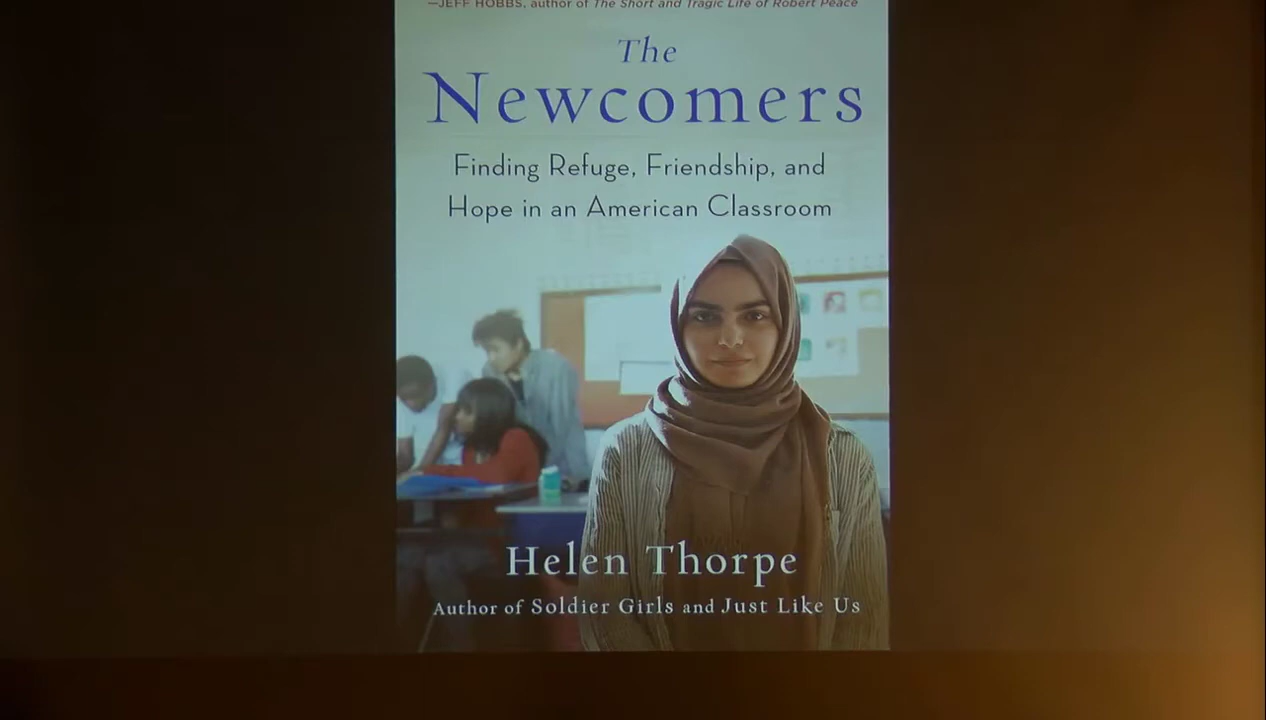 —JEFF HOBBS, author of The Short and Tragic Life of Robert Peace
The
Newcomers
Finding Refuge, Friendship, and
Hope in an American Classroom
Helen Thorpe
Author of Soldier Girls and Just Like Us